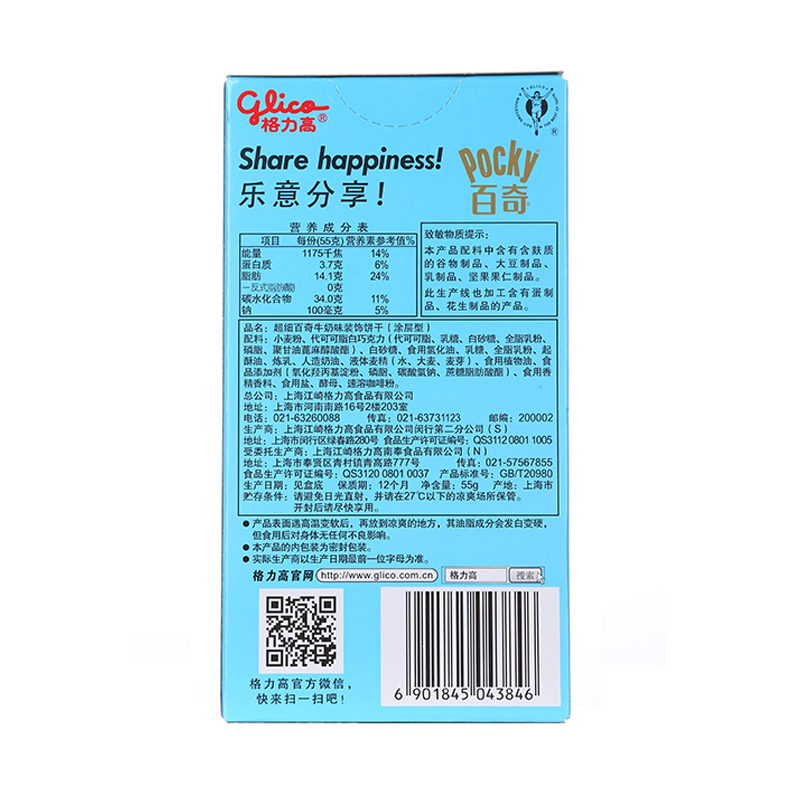 Glico
格力高®
GLICO
®
Share happiness!
乐意分享!
Pocky
百奇
营养成分表
项目 每份(55克) 营养素参考值%
能量 1175千焦 14%
蛋白质 3.7克 6%
脂肪 14.1克 24%
—反式脂肪(酸) 0克
碳水化合物 34.0克 11%
钠 100毫克 5%
致敏物质提示:
本产品配料中含有含麸质
的谷物制品、大豆制品、
乳制品、坚果果仁制品。
此生产线也加工含有蛋制
品、花生制品的产品。
品名: 超细百奇牛奶味装饰饼干(涂层型)
配料: 小麦粉、代可可脂白巧克力(代可可脂、乳糖、白砂糖、全脂乳粉、
磷脂、聚甘油蓖麻醇酸酯)、白砂糖、食用氢化油、乳糖、全脂乳粉、起
酥油、炼乳、人造奶油、液体麦精(水、大麦、麦芽)、食用植物油、食
品添加剂(氧化羟丙基淀粉、磷脂、碳酸氢钠、蔗糖脂肪酸酯)、食用香
精香料、食用盐、酵母、速溶咖啡粉。
总公司: 上海江崎格力高食品有限公司
地址: 上海市河南南路16号2楼203室
电话: 021-63260088 传真: 021-63731123 邮编: 200002
生产商: 上海江崎格力高食品有限公司闵行第二分公司(S)
地址: 上海市闵行区绿春路280号 食品生产许可证编号: QS3112 0801 1005
受委托生产商: 上海江崎格力高南奉食品有限公司(N)
地址: 上海市奉贤区青村镇青高路777号 传真: 021-57567855
食品生产许可证编号: QS3120 0801 0037 产品标准号: GB/T20980
生产日期: 见盒底 保质期: 12个月 净含量: 55g 产地: 上海市
贮存条件: 请避免日光直射,并请在27℃以下的凉爽场所保管。
开封后请尽快享用。
● 产品表面遇高温变软后,再放到凉爽的地方,其油脂成分会发白变硬,
但食用后对身体无任何不良影响。
● 本产品的内包装为密封包装。
● 实际生产商以生产日期最前一位字母为准。
格力高官网 http://www.glico.com.cn 格力高 搜索
格力高官方微信,
快来扫一扫吧!
6 901845 043846